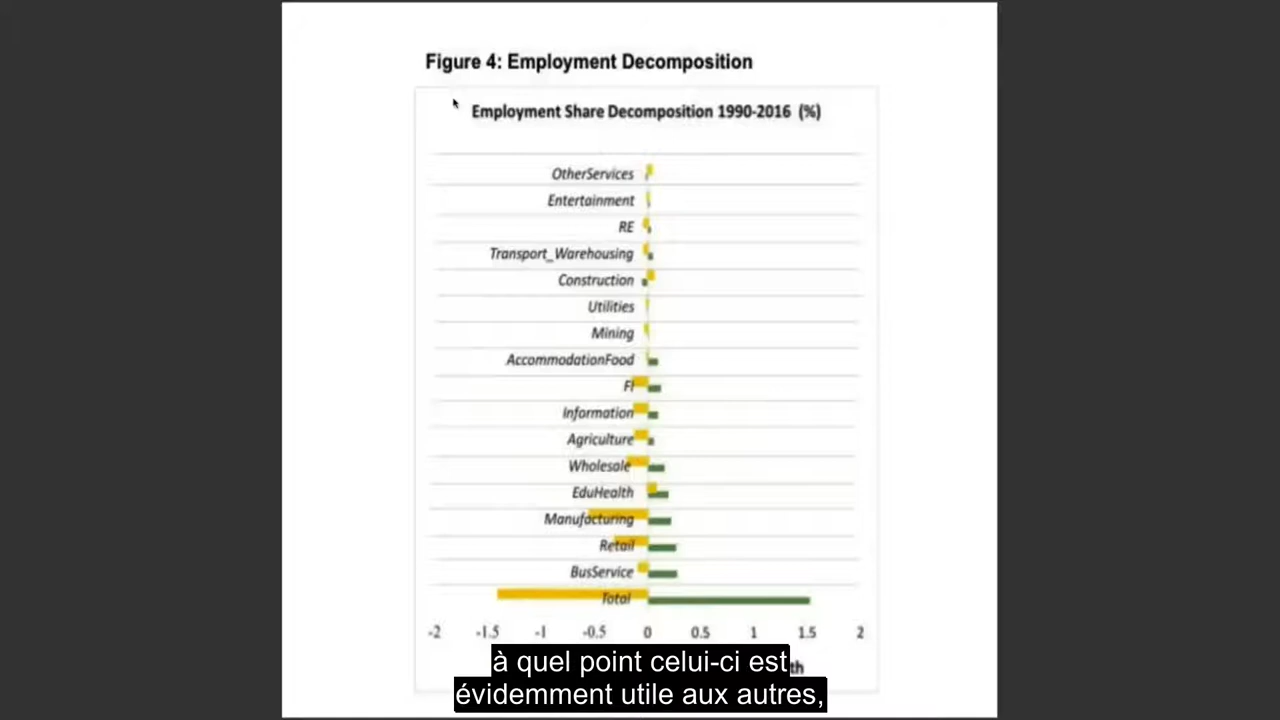 Figure 4: Employment Decomposition
Employment Share Decomposition 1990-2016 (%)
OtherServices
Entertainment
RE
Transport_Warehousing
Construction
Utilities
Mining
AccommodationFood
FI
Information
Agriculture
Wholesale
EduHealth
Manufacturing
Retail
BusService
Total
-2 -1.5 -1 -0.5 0 0.5 1 1.5 2
à quel point celui-ci est
évidemment utile aux autres,